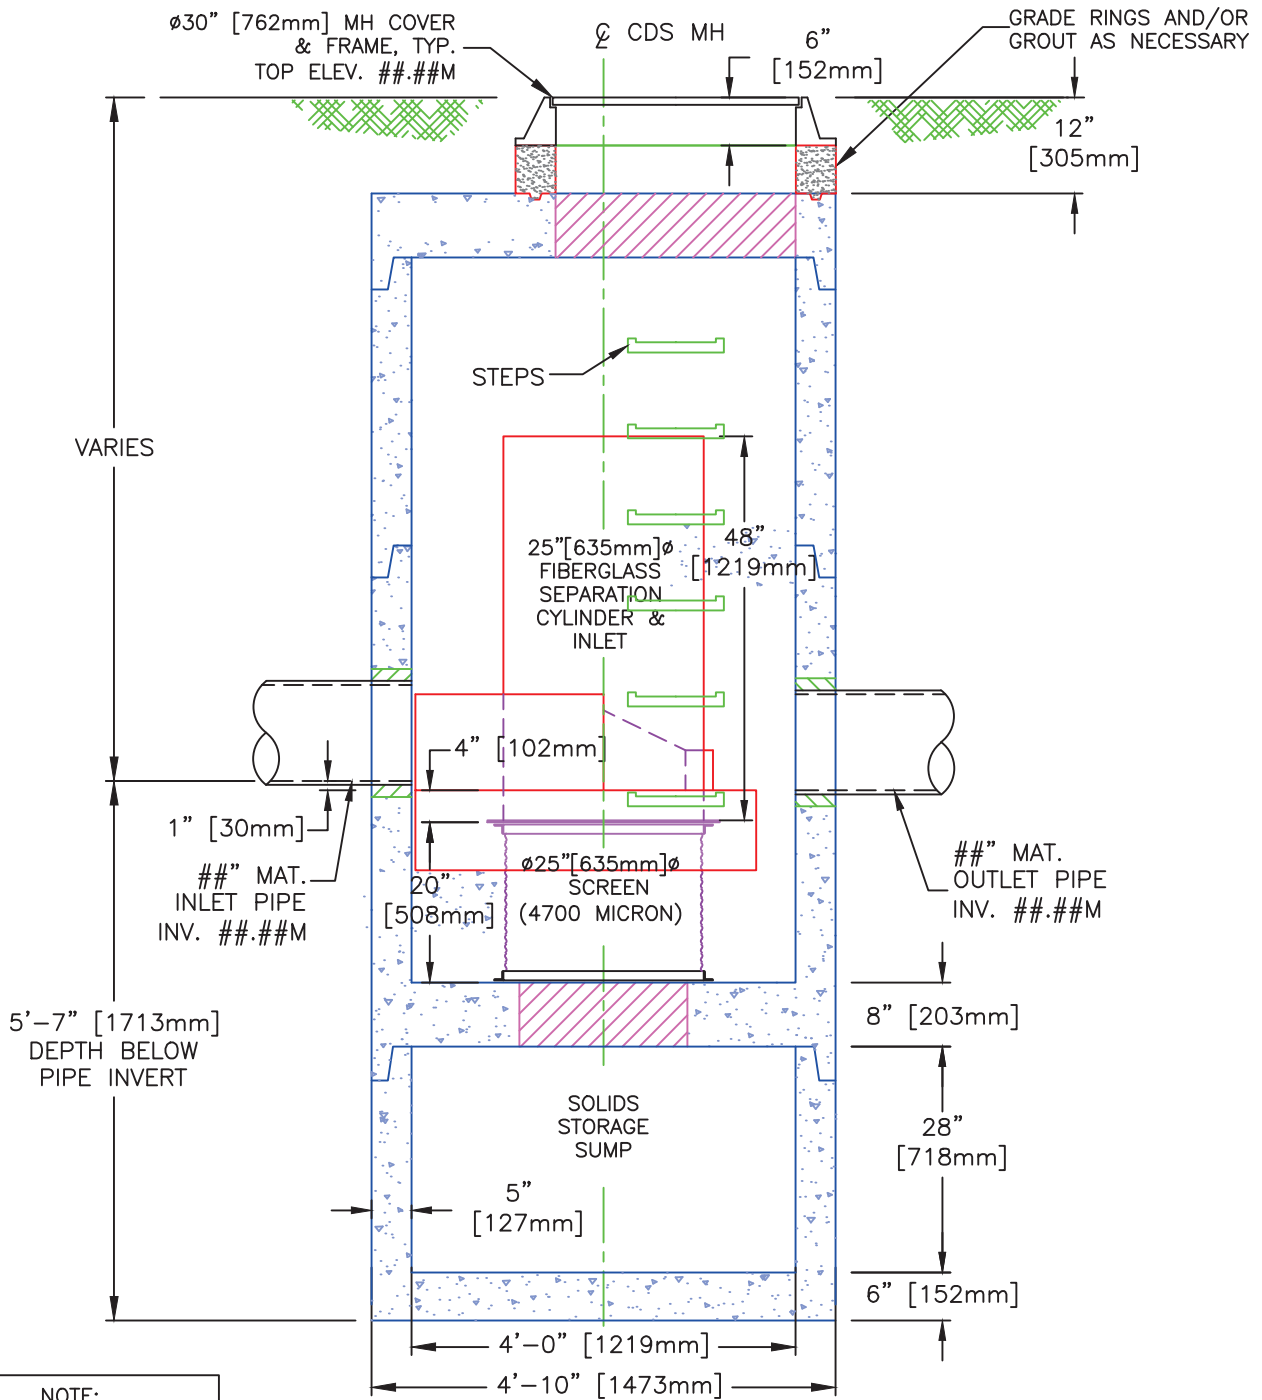 ø30” [762mm] MH COVER
& FRAME, TYP.
TOP ELEV. ##.##M
℄ CDS MH
6”
[152mm]
GRADE RINGS AND/OR
GROUT AS NECESSARY
12”
[305mm]
STEPS
VARIES
48”
[1219mm]
25”[635mm]ø
FIBERGLASS
SEPARATION
CYLINDER &
INLET
4” [102mm]
1” [30mm]
##” MAT.
INLET PIPE
INV. ##.##M
20”
[508mm]
ø25”[635mm]ø
SCREEN
(4700 MICRON)
##” MAT.
OUTLET PIPE
INV. ##.##M
5’-7” [1713mm]
DEPTH BELOW
PIPE INVERT
8” [203mm]
SOLIDS
STORAGE
SUMP
28”
[718mm]
5”
[127mm]
6” [152mm]
4’-0” [1219mm]
4’-10” [1473mm]
NOTE: